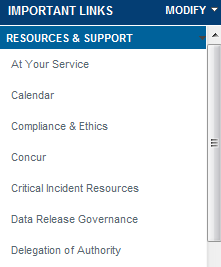 IMPORTANT LINKS MODIFY
RESOURCES & SUPPORT
At Your Service
Calendar
Compliance & Ethics
Concur
Critical Incident Resources
Data Release Governance
Delegation of Authority